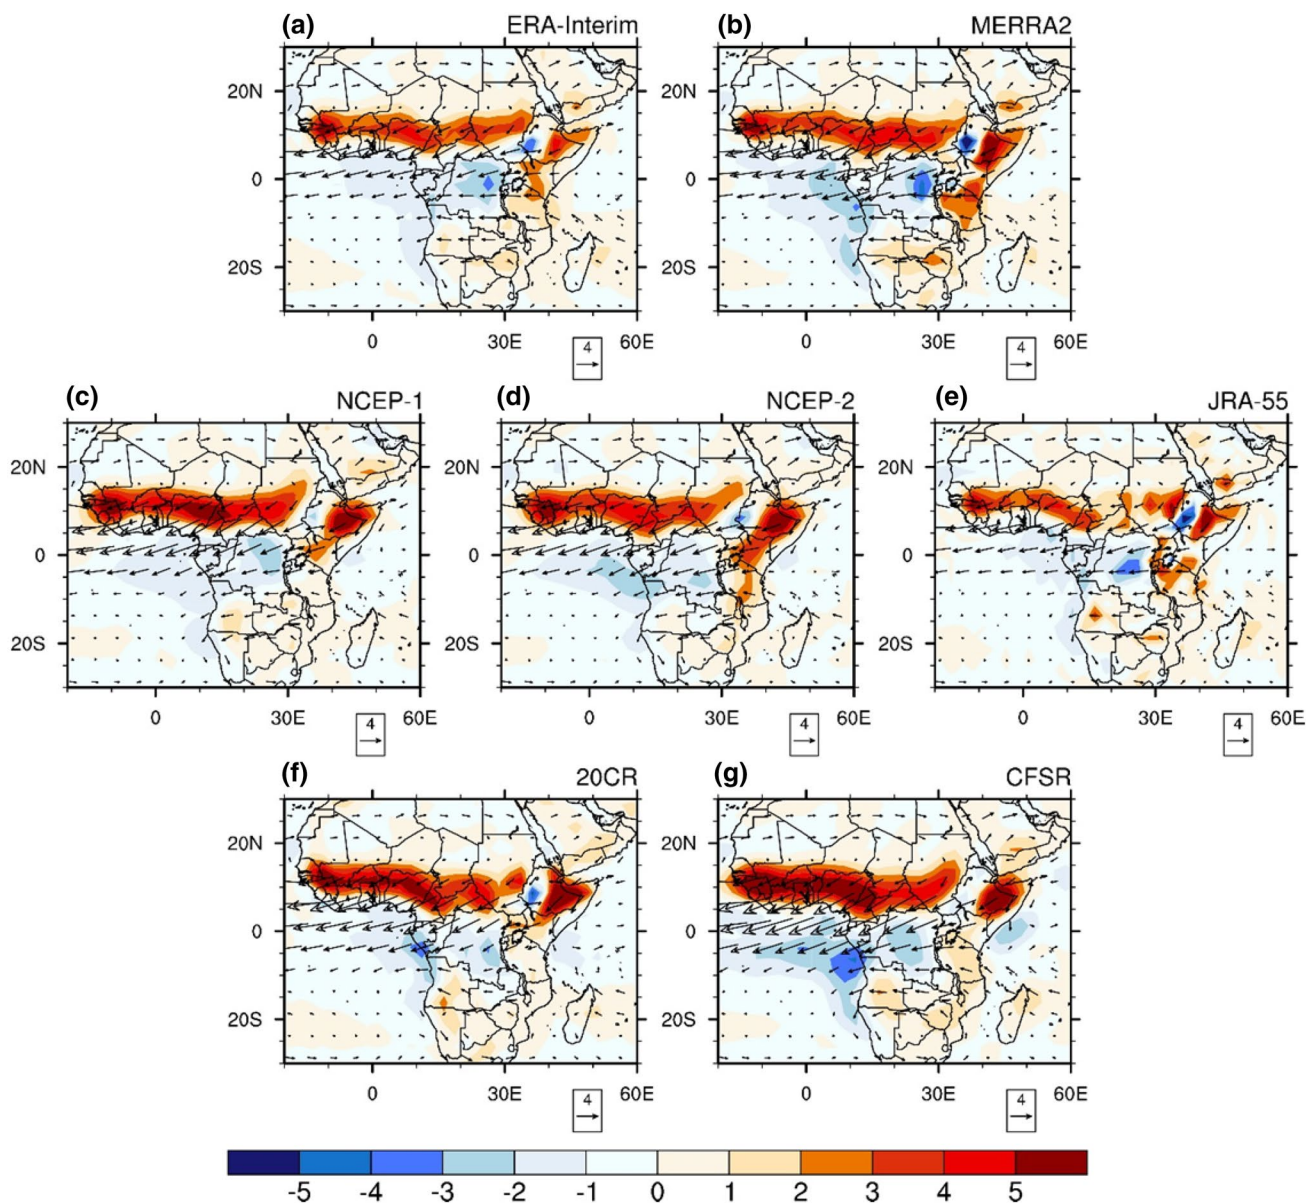 (a) ERA-Interim
(b) MERRA2
20N
0
20S
0 30E 60E
4
20N
0
20S
0 30E 60E
4
(c) NCEP-1
(d) NCEP-2
(e) JRA-55
20N
0
20S
0 30E 60E
4
20N
0
20S
0 30E 60E
4
20N
0
20S
0 30E 60E
4
(f) 20CR
(g) CFSR
20N
0
20S
0 30E 60E
4
20N
0
20S
0 30E 60E
4
-5 -4 -3 -2 -1 0 1 2 3 4 5